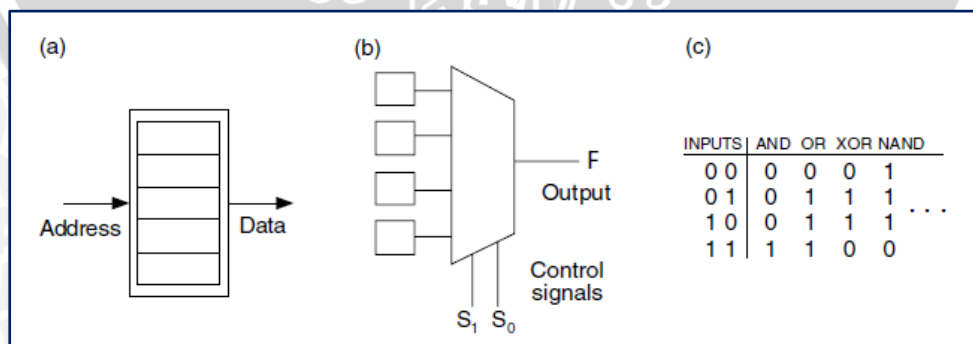 (a)
Address
Data
(b)
F
Output
Control
signals
S1 S0
(c)
INPUTS AND OR XOR NAND
0 0 0 0 0 1
0 1 0 1 1 1
1 0 0 1 1 1
1 1 1 1 0 0
. . .